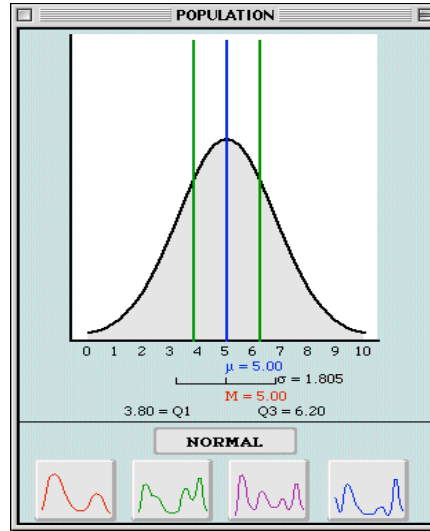 POPULATION
0 1 2 3 4 5 6 7 8 9 10
μ = 5.00
σ = 1.805
M = 5.00
3.80 = Q1 Q3 = 6.20
NORMAL